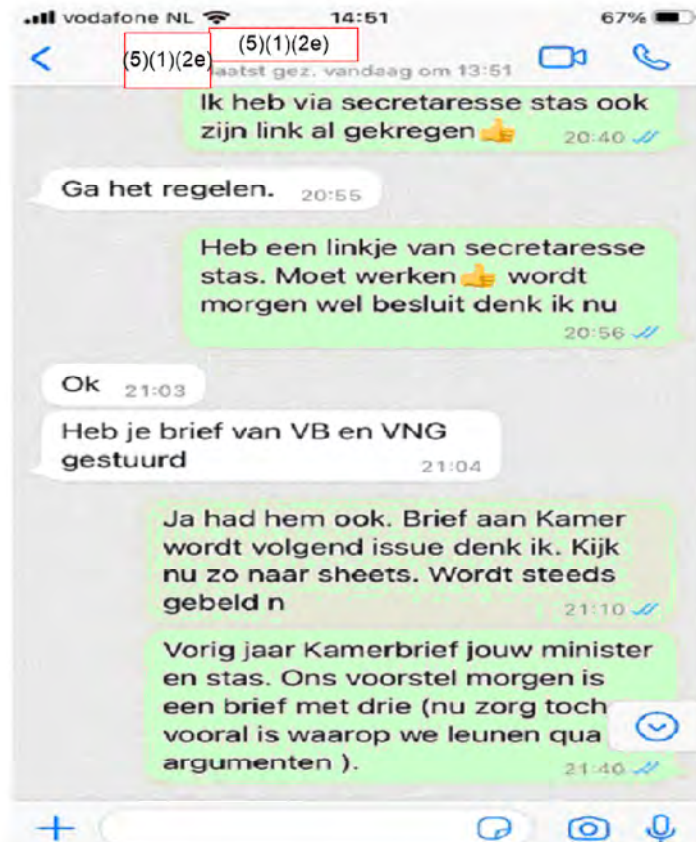 vodafone NL 14:51 67%
(5)(1)(2e) (5)(1)(2e)
gez. vandaag om 13:51
Ik heb via secretaresse stas ook
zijn link al gekregen👍 20:40
Ga het regelen. 20:55
Heb een linkje van secretaresse
stas. Moet werken👍 wordt
morgen wel besluit denk ik nu
20:56
Ok 21:03
Heb je brief van VB en VNG
gestuurd 21:04
Ja had hem ook. Brief aan Kamer
wordt volgend issue denk ik. Kijk
nu zo naar sheets. Wordt steeds
gebeld n 21:10
Vorig jaar Kamerbrief jouw minister
en stas. Ons voorstel morgen is
een brief met drie (nu zorg toch
vooral is waarop we leunen qua
argumenten ). 21:40